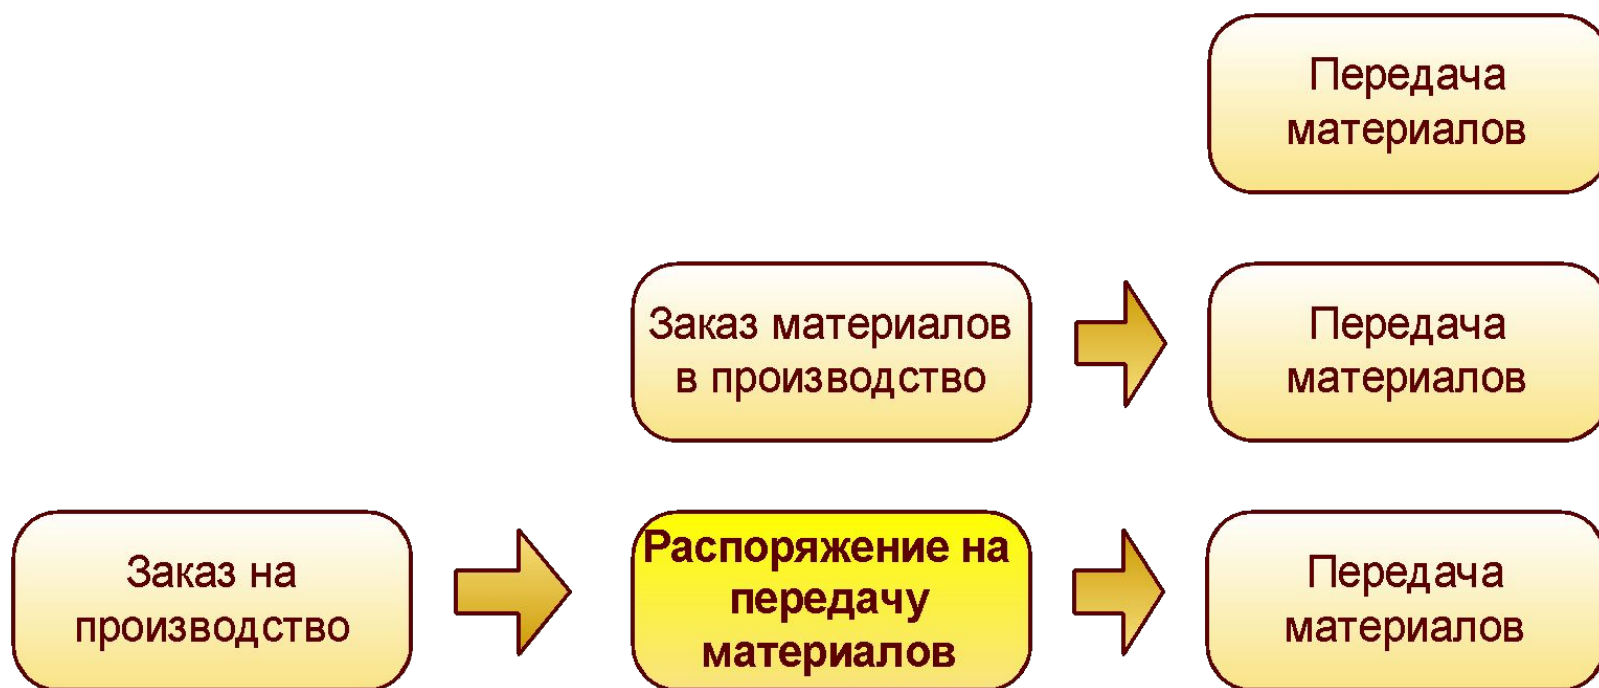 Передача
материалов
Заказ материалов
в производство
Передача
материалов
Заказ на
производство
Распоряжение на
передачу
материалов
Передача
материалов